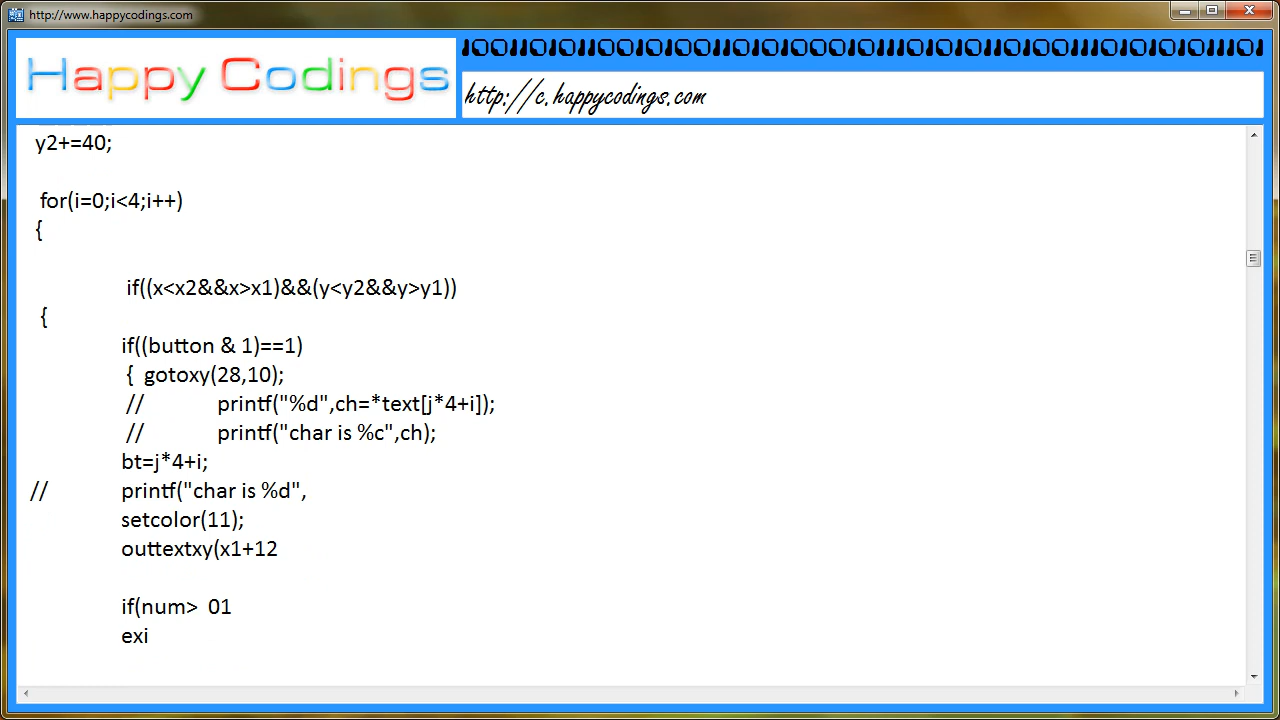 http://www.happycodings.com
Happy Codings
http://c.happycodings.com
y2+=40;
for(i=0;i<4;i++)
{
if((x<x2&&x>x1)&&(y<y2&&y>y1))
{
if((button & 1)==1)
{ gotoxy(28,10);
// printf("%d",ch=*text[j*4+i]);
// printf("char is %c",ch);
bt=j*4+i;
// printf("char is %d",
setcolor(11);
outtextxy(x1+12
if(num> 01
exi